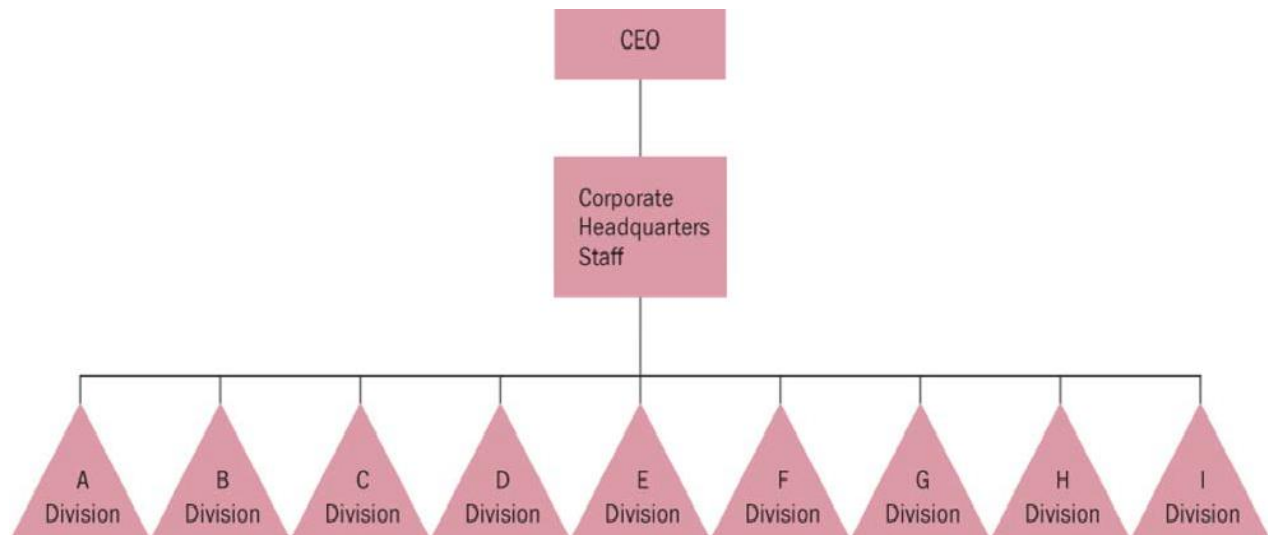 CEO
Corporate
Headquarters
Staff
A
Division
B
Division
C
Division
D
Division
E
Division
F
Division
G
Division
H
Division
I
Division